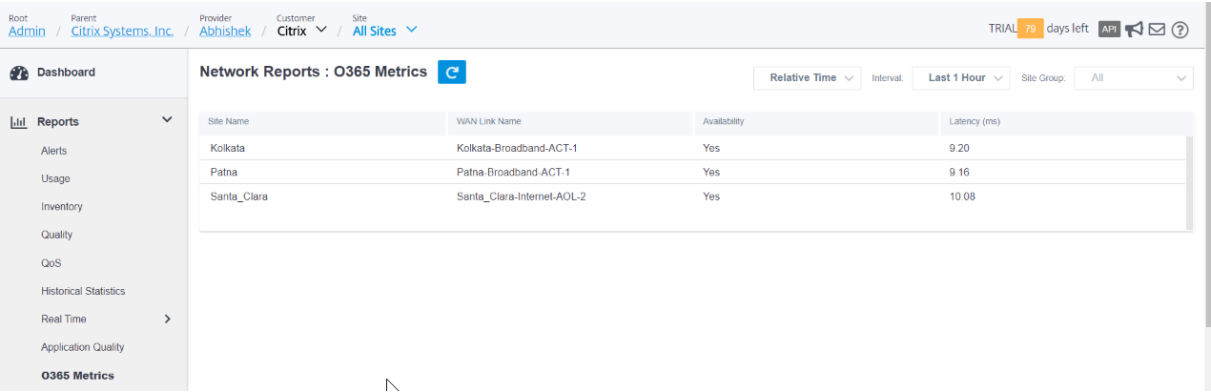 Root Parent Provider Customer Site
Admin / Citrix Systems, Inc. / Abhishek / Citrix / All Sites
TRIAL 79 days left API ?
Dashboard
Network Reports : O365 Metrics
Relative Time Interval: Last 1 Hour Site Group: All
Reports
Site Name WAN Link Name Availability Latency (ms)
Kolkata Kolkata-Broadband-ACT-1 Yes 9.20
Patna Patna-Broadband-ACT-1 Yes 9.16
Santa_Clara Santa_Clara-Internet-AOL-2 Yes 10.08
Alerts
Usage
Inventory
Quality
QoS
Historical Statistics
Real Time
Application Quality
O365 Metrics